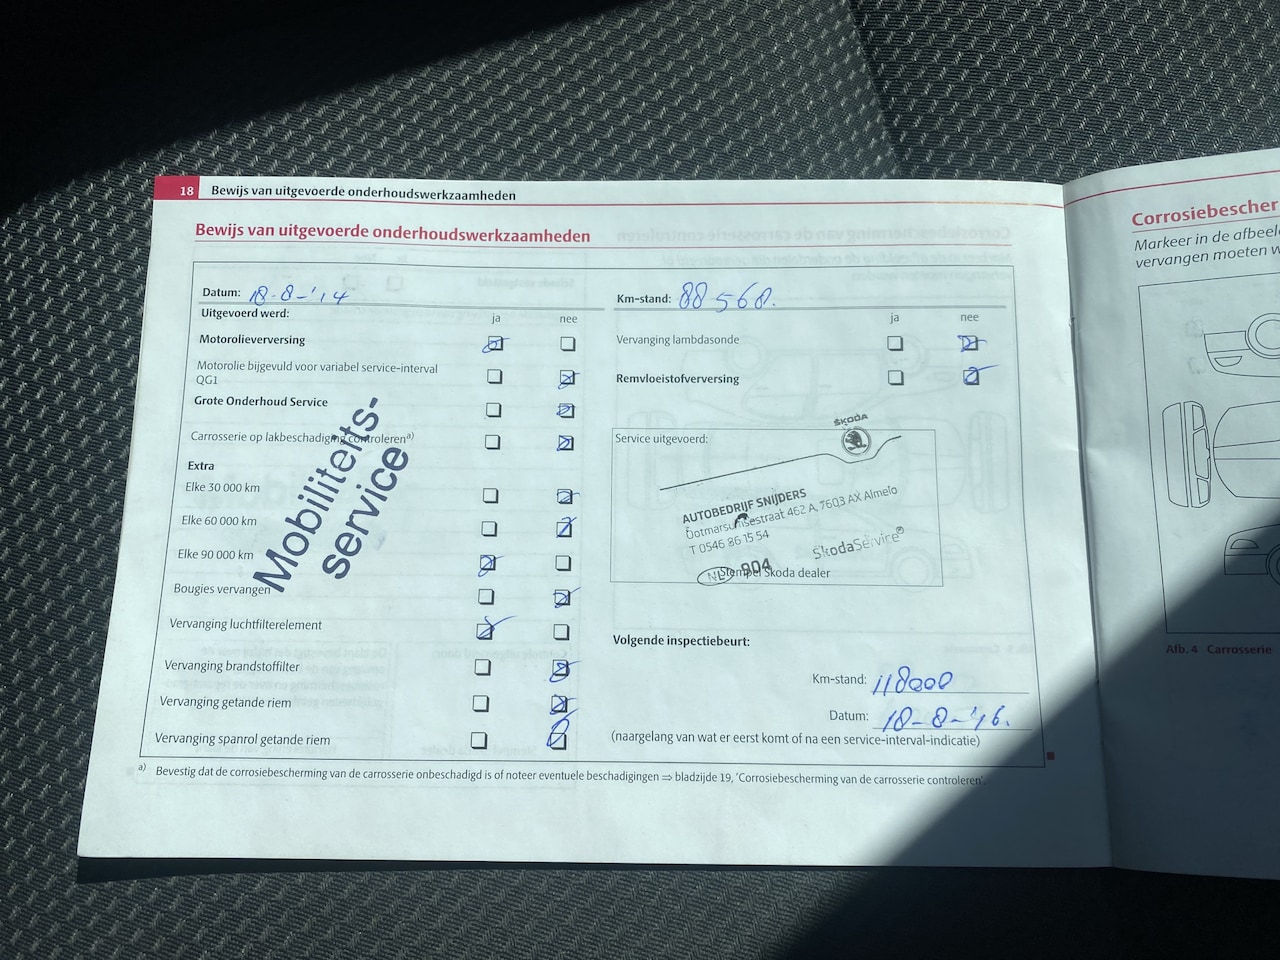 18 Bewijs van uitgevoerde onderhoudswerkzaamheden
Bewijs van uitgevoerde onderhoudswerkzaamheden
Datum: 18-8-'14
Uitgevoerd werd:
ja nee
Motorolieverversing
Motorolie bijgevuld voor variabel service-interval
QG1
Grote Onderhoud Service
Carrosserie op lakbeschadiging controleren a)
Extra
Elke 30 000 km
Elke 60 000 km
Elke 90 000 km
Bougies vervangen
Vervanging luchtfilterelement
Vervanging brandstoffilter
Vervanging getande riem
Vervanging spanrol getande riem
Mobiliteits-
service
Km-stand: 88568.
ja nee
Vervanging lambdasonde
Remvloeistofverversing
Service uitgevoerd:
ŠKODA
AUTOBEDRIJF SNIJDERS
Ootmarsumsestraat 462 A, 7603 AX Almelo
T 0546 86 15 54
ŠkodaService®
NL 904
Stempel Škoda dealer
Volgende inspectiebeurt:
Km-stand: 118000
Datum: 18-8-'16.
(naargelang van wat er eerst komt of na een service-interval-indicatie)
a) Bevestig dat de corrosiebescherming van de carrosserie onbeschadigd is of noteer eventuele beschadigingen ⇒ bladzijde 19, 'Corrosiebescherming van de carrosserie controleren'.
Corrosiebescher
Markeer in de afbeel
vervangen moeten w
Afb. 4 Carrosserie